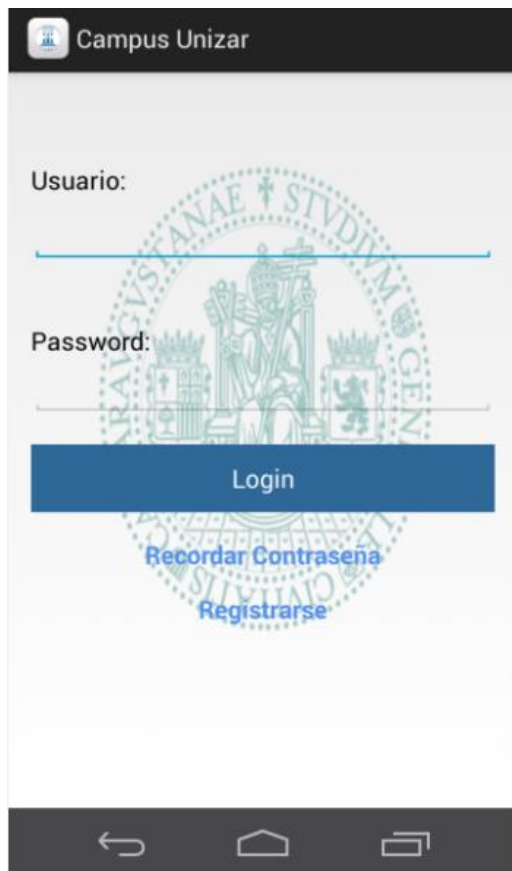 Campus Unizar
Usuario:
Password:
Login
Recordar Contraseña
Registrarse